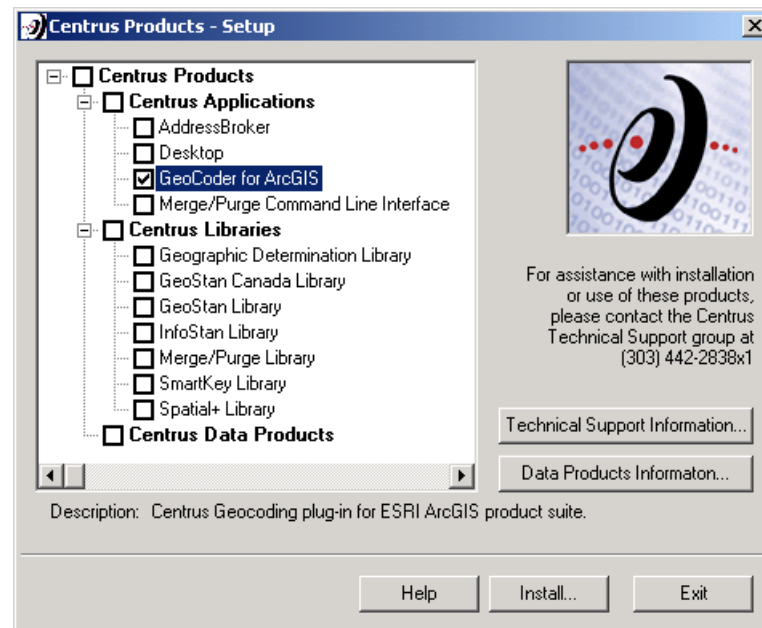 Centrus Products - Setup
Centrus Products
Centrus Applications
AddressBroker
Desktop
GeoCoder for ArcGIS
Merge/Purge Command Line Interface
Centrus Libraries
Geographic Determination Library
GeoStan Canada Library
GeoStan Library
InfoStan Library
Merge/Purge Library
SmartKey Library
Spatial+ Library
Centrus Data Products
For assistance with installation
or use of these products,
please contact the Centrus
Technical Support group at
(303) 442-2838x1
Technical Support Information...
Data Products Informaton...
Description: Centrus Geocoding plug-in for ESRI ArcGIS product suite.
Help
Install...
Exit